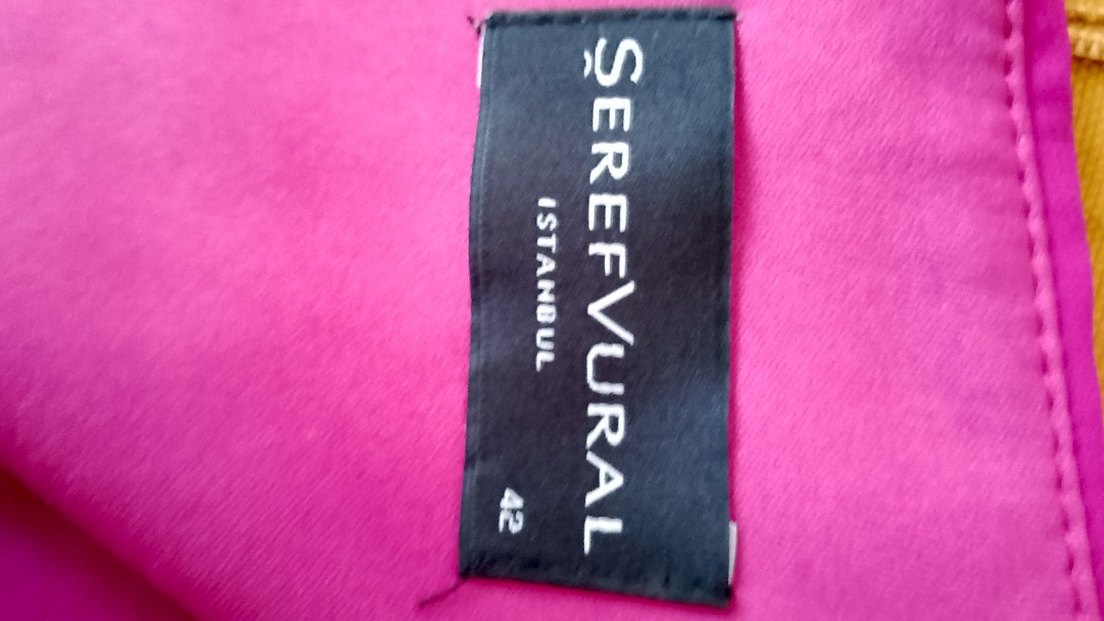 ŞEREFVURAL
ISTANBUL
42